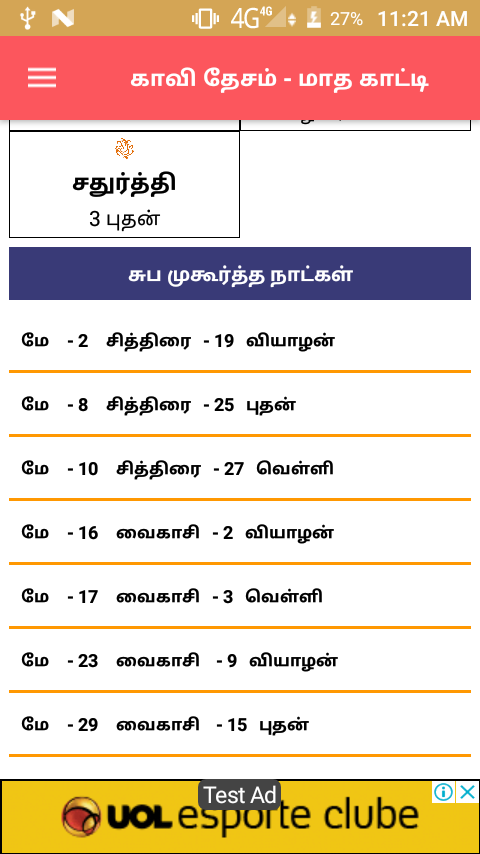 4G 4G 27% 11:21 AM
காவி தேசம் - மாத காட்டி
சதுர்த்தி
3 புதன்
சுப முகூர்த்த நாட்கள்
மே - 2 சித்திரை - 19 வியாழன்
மே - 8 சித்திரை - 25 புதன்
மே - 10 சித்திரை - 27 வெள்ளி
மே - 16 வைகாசி - 2 வியாழன்
மே - 17 வைகாசி - 3 வெள்ளி
மே - 23 வைகாசி - 9 வியாழன்
மே - 29 வைகாசி - 15 புதன்
Test Ad
UOL esporte clube